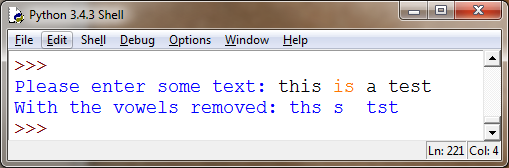 Python 3.4.3 Shell
File Edit Shell Debug Options Window Help
>>>
Please enter some text: this is a test
With the vowels removed: ths s  tst
>>>
Ln: 221 Col: 4